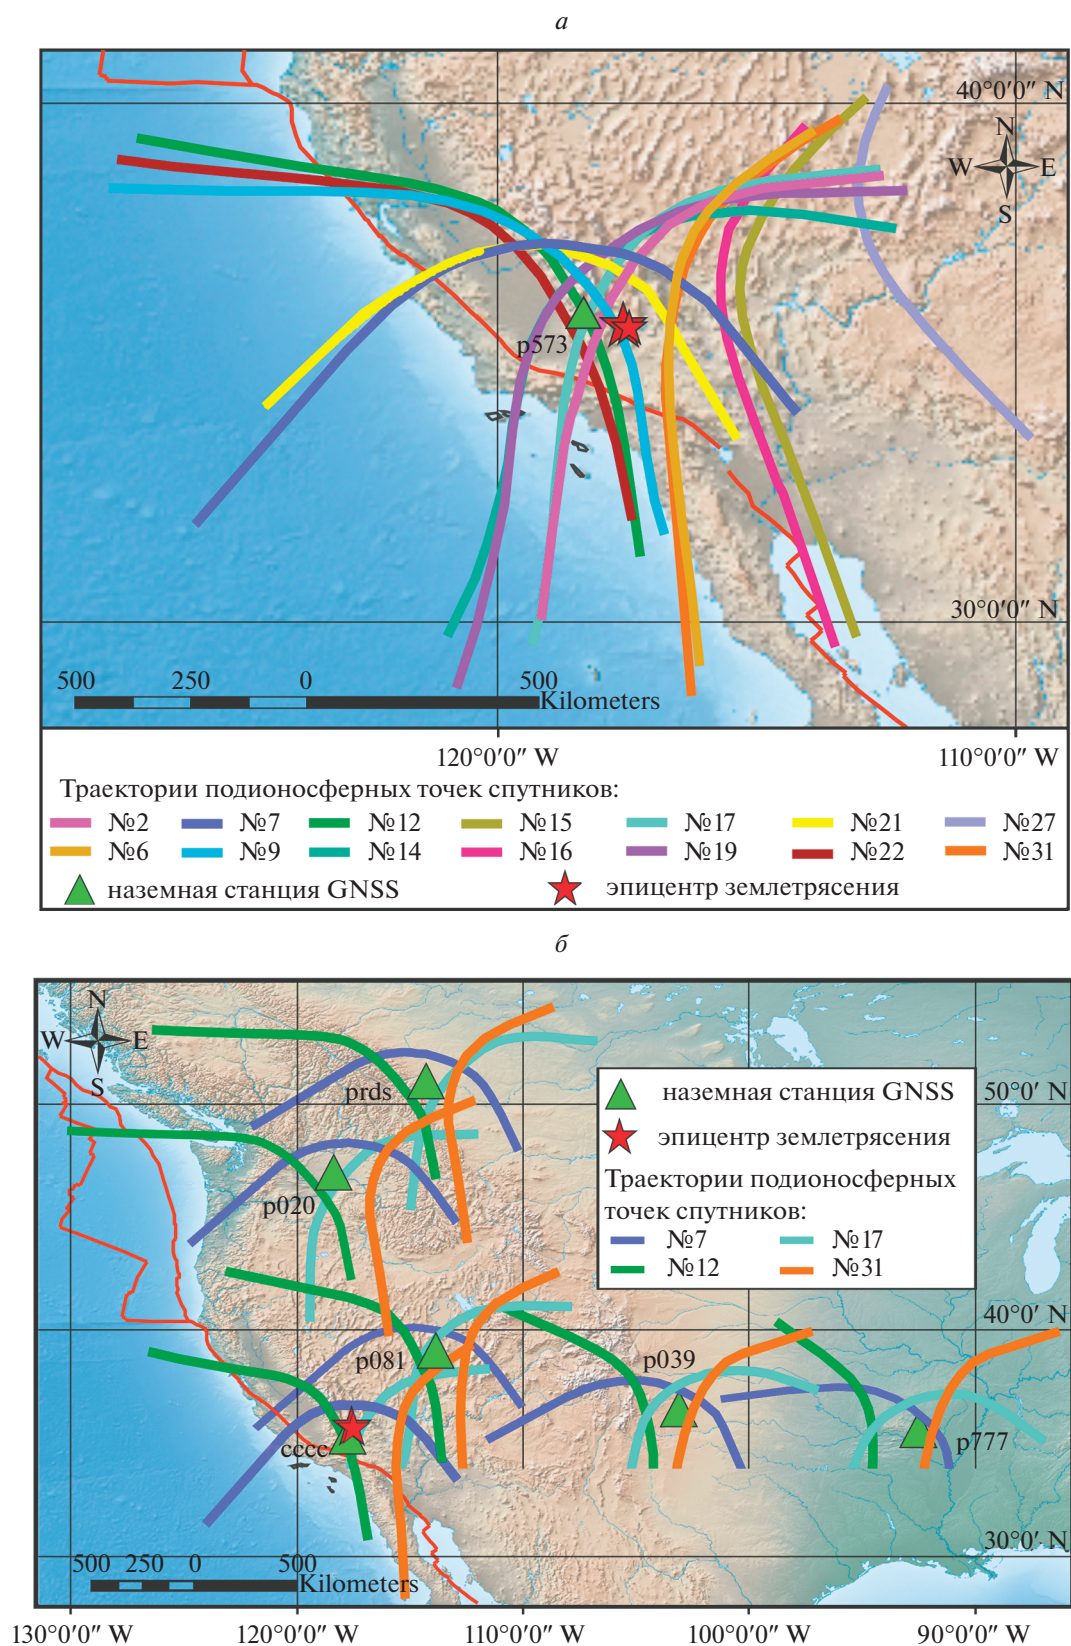 а
40°0′0″ N
N
W E
S
p573
30°0′0″ N
500 250 0 500
Kilometers
120°0′0″ W 110°0′0″ W
Траектории подионосферных точек спутников:
№2 №7 №12 №15 №17 №21 №27
№6 №9 №14 №16 №19 №22 №31
наземная станция GNSS эпицентр землетрясения
б
N
W E
S
prds
50°0′ N
наземная станция GNSS
эпицентр землетрясения
Траектории подионосферных
точек спутников:
№7 №17
№12 №31
p020
40°0′ N
p081
p039
cccc
p777
30°0′ N
500 250 0 500
Kilometers
130°0′0″ W 120°0′0″ W 110°0′0″ W 100°0′0″ W 90°0′0″ W